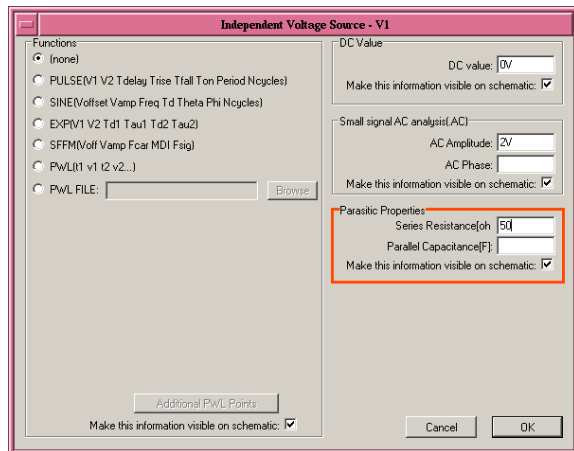 Independent Voltage Source - V1
Functions
(none)
PULSE(V1 V2 Tdelay Trise Tfall Ton Period Ncycles)
SINE(Voffset Vamp Freq Td Theta Phi Ncycles)
EXP(V1 V2 Td1 Tau1 Td2 Tau2)
SFFM(Voff Vamp Fcar MDI Fsig)
PWL(t1 v1 t2 v2...)
PWL FILE: Browse
Additional PWL Points
Make this information visible on schematic:
DC Value
DC value: 0V
Make this information visible on schematic:
Small signal AC analysis(.AC)
AC Amplitude: 2V
AC Phase:
Make this information visible on schematic:
Parasitic Properties
Series Resistance[oh 50
Parallel Capacitance[F]:
Make this information visible on schematic:
Cancel OK